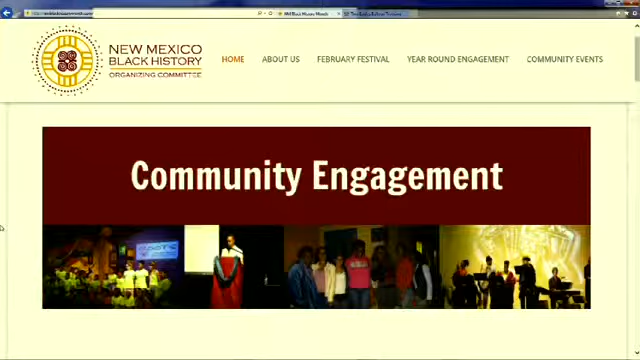 NEW MEXICO
BLACK HISTORY
ORGANIZING COMMITTEE
HOME
ABOUT US
FEBRUARY FESTIVAL
YEAR ROUND ENGAGEMENT
COMMUNITY EVENTS
Community Engagement